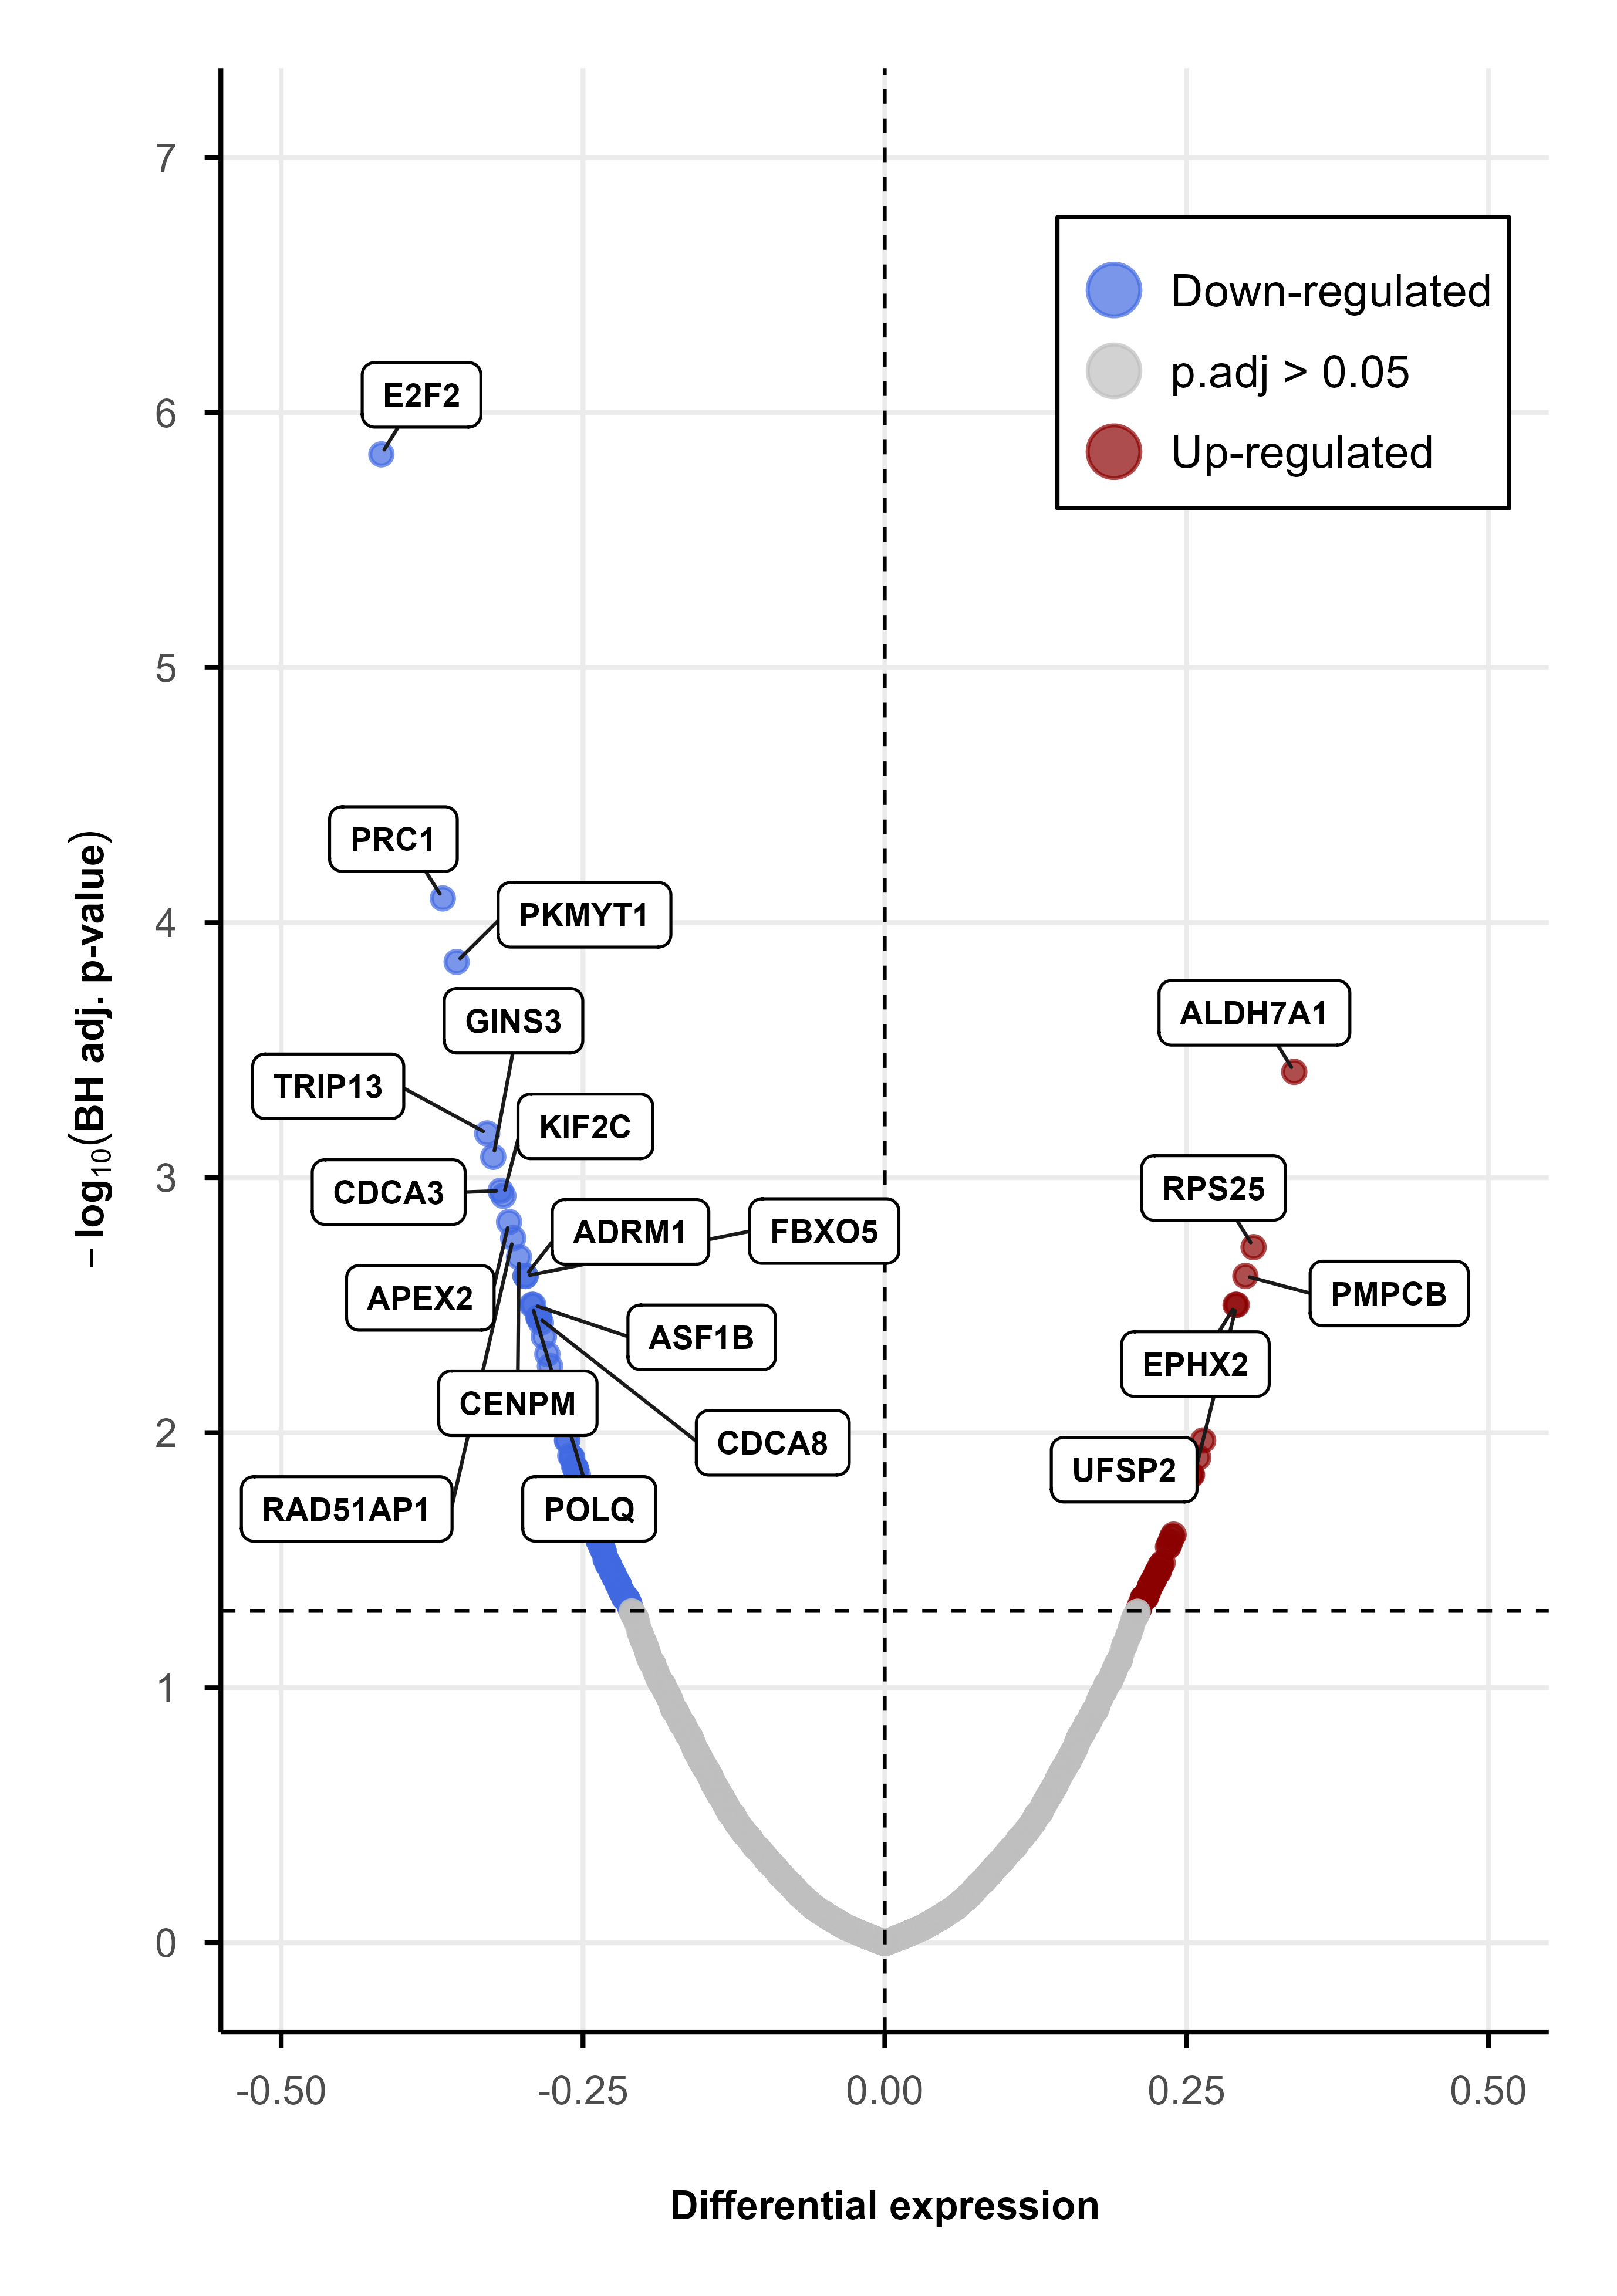 7
6
5
4
3
2
1
0
− log10(BH adj. p-value)
Down-regulated
p.adj > 0.05
Up-regulated
E2F2
PRC1
PKMYT1
GINS3
ALDH7A1
TRIP13
KIF2C
CDCA3
RPS25
ADRM1
FBXO5
APEX2
PMPCB
ASF1B
EPHX2
CENPM
CDCA8
UFSP2
RAD51AP1
POLQ
-0.50
-0.25
0.00
0.25
0.50
Differential expression